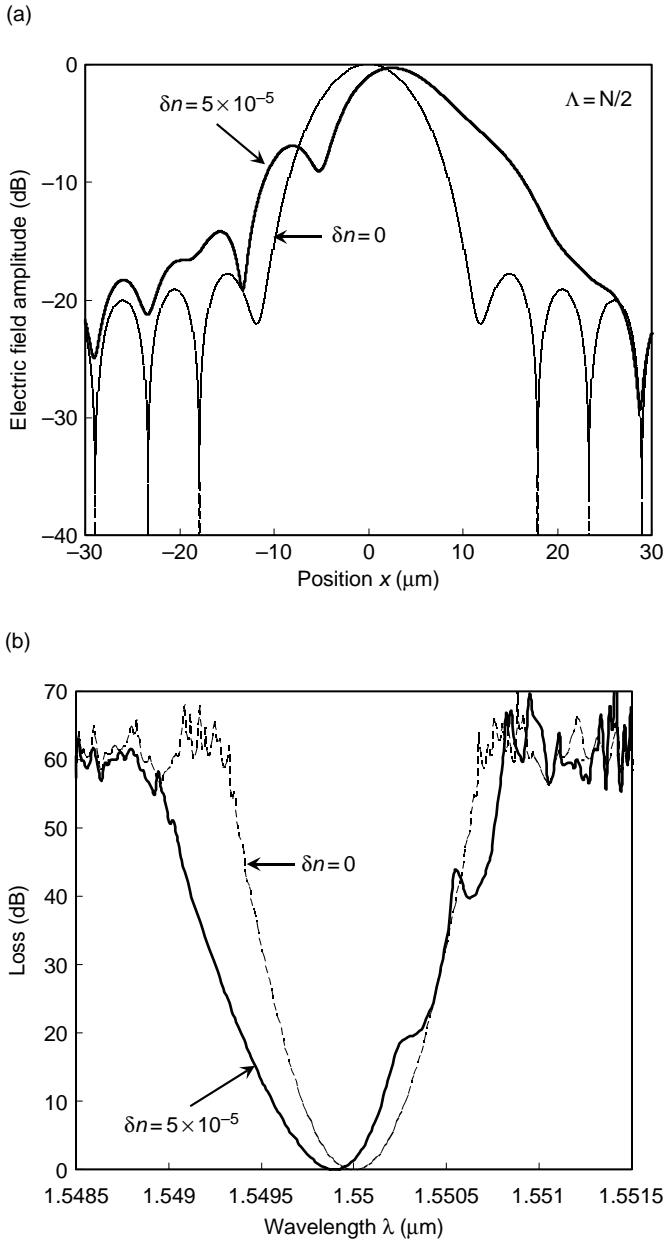 (a)
0
–10
–20
–30
–40
Electric field amplitude (dB)
δn = 5 × 10⁻⁵
Λ = N/2
δn = 0
–30
–20
–10
0
10
20
30
Position x (μm)
(b)
70
60
50
40
30
20
10
0
Loss (dB)
δn = 0
δn = 5 × 10⁻⁵
1.5485
1.549
1.5495
1.55
1.5505
1.551
1.5515
Wavelength λ (μm)